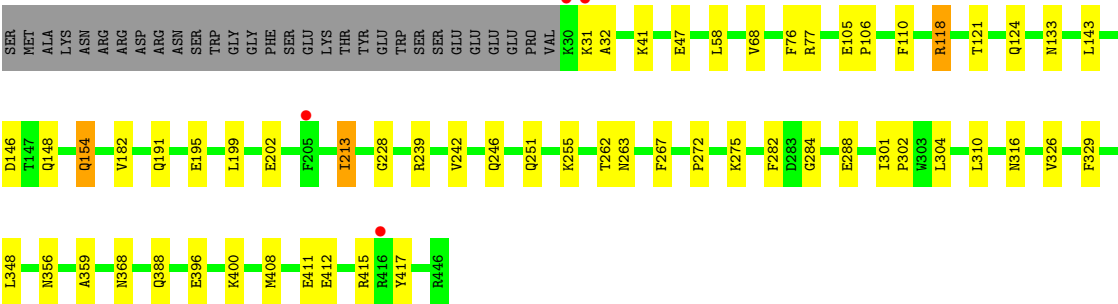 SER MET ALA LYS ASN ARG ARG ASP ARG ASN SER TRP GLY GLY PHE SER GLU LYS THR TYR GLU TRP SER SER GLU GLU GLU GLU PRO VAL K30 K31 A32 K41 E47 L58 V68 F76 R77 E105 P106 F110 R118 T121 Q124 N133 L143
D146 T147 Q148 Q154 V182 Q191 E195 L199 E202 F205 I213 G228 R239 V242 Q246 Q251 K255 T262 N263 F267 P272 K275 F282 D283 G284 E288 I301 P302 W303 L304 L310 N316 V326 F329
L348 N356 A359 N368 Q388 E396 K400 M408 E411 E412 R415 R416 Y417 R446